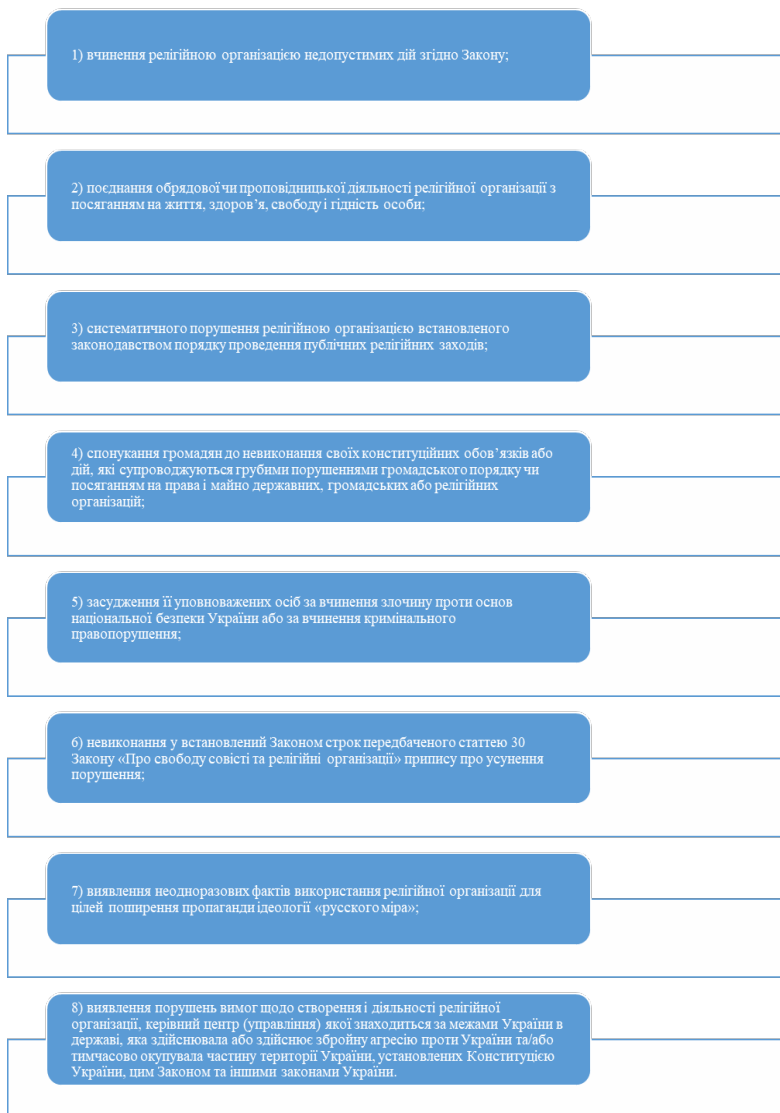 1) вчинення релігійною організацією недопустимих дій згідно Закону;
2) поєднання обрядової чи проповідницької діяльності релігійної організації з
посяганням на життя, здоров’я, свободу і гідність особи;
3) систематичного порушення релігійною організацією встановленого
законодавством порядку проведення публічних релігійних заходів;
4) спонукання громадян до невиконання своїх конституційних обов’язків або
дій, які супроводжуються грубими порушеннями громадського порядку чи
посяганням на права і майно державних, громадських або релігійних
організацій;
5) засудження її уповноважених осіб за вчинення злочину проти основ
національної безпеки України або за вчинення кримінального
правопорушення;
6) невиконання у встановлений Законом строк передбаченого статтею 30
Закону «Про свободу совісті та релігійні організації» припису про усунення
порушення;
7) виявлення неодноразових фактів використання релігійної організації для
цілей поширення пропаганди ідеології «русского міра»;
8) виявлення порушень вимог щодо створення і діяльності релігійної
організації, керівний центр (управління) якої знаходиться за межами України в
державі, яка здійснювала або здійснює збройну агресію проти України та/або
тимчасово окупувала частину території України, установлених Конституцією
України, цим Законом та іншими законами України.